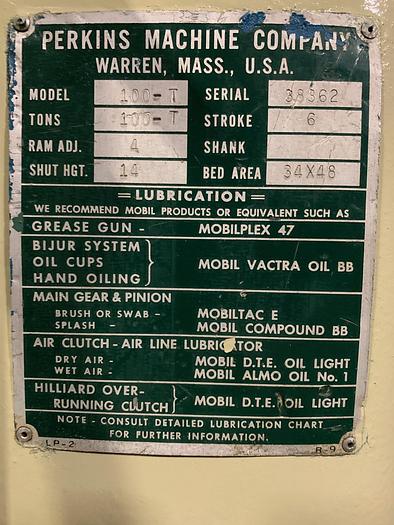 PERKINS MACHINE COMPANY
WARREN, MASS., U.S.A.
MODEL 100-T SERIAL 38362
TONS 100-T STROKE 6
RAM ADJ. 4 SHANK
SHUT HGT. 14 BED AREA 34X48
=LUBRICATION=
WE RECOMMEND MOBIL PRODUCTS OR EQUIVALENT SUCH AS
GREASE GUN - MOBILPLEX 47
BIJUR SYSTEM
OIL CUPS MOBIL VACTRA OIL BB
HAND OILING
MAIN GEAR & PINION
BRUSH OR SWAB - MOBILTAC E
SPLASH - MOBIL COMPOUND BB
AIR CLUTCH - AIR LINE LUBRICATOR
DRY AIR - MOBIL D.T.E. OIL LIGHT
WET AIR - MOBIL ALMO OIL No. 1
HILLIARD OVER-
RUNNING CLUTCH MOBIL D.T.E. OIL LIGHT
NOTE - CONSULT DETAILED LUBRICATION CHART
FOR FURTHER INFORMATION.
LP-2 R-9